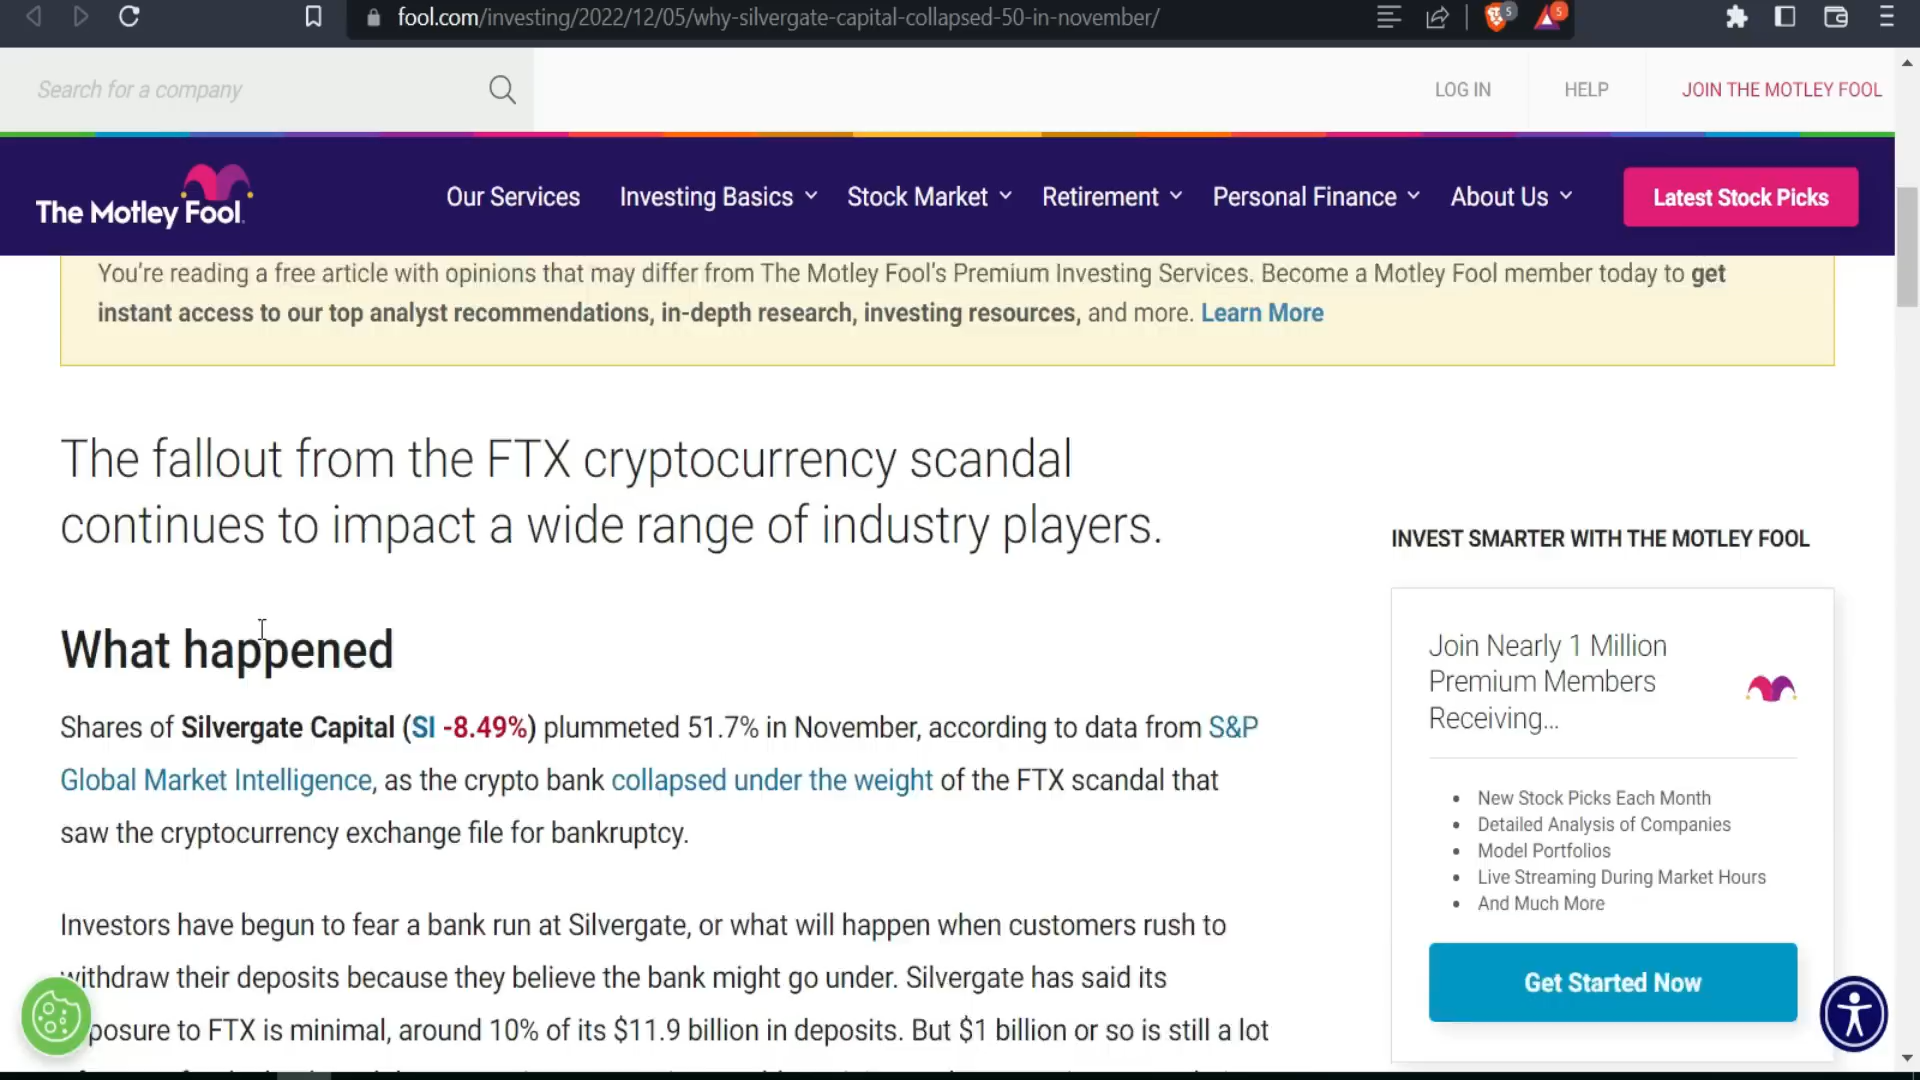 fool.com/investing/2022/12/05/why-silvergate-capital-collapsed-50-in-november/
5
5
Search for a company
LOG IN
HELP
JOIN THE MOTLEY FOOL
The Motley Fool.
Our Services
Investing Basics
Stock Market
Retirement
Personal Finance
About Us
Latest Stock Picks
You're reading a free article with opinions that may differ from The Motley Fool's Premium Investing Services. Become a Motley Fool member today to get
instant access to our top analyst recommendations, in-depth research, investing resources, and more. Learn More
The fallout from the FTX cryptocurrency scandal
continues to impact a wide range of industry players.
What happened
Shares of Silvergate Capital (SI -8.49%) plummeted 51.7% in November, according to data from S&P
Global Market Intelligence, as the crypto bank collapsed under the weight of the FTX scandal that
saw the cryptocurrency exchange file for bankruptcy.
Investors have begun to fear a bank run at Silvergate, or what will happen when customers rush to
withdraw their deposits because they believe the bank might go under. Silvergate has said its
posure to FTX is minimal, around 10% of its $11.9 billion in deposits. But $1 billion or so is still a lot
INVEST SMARTER WITH THE MOTLEY FOOL
Join Nearly 1 Million
Premium Members
Receiving...
• New Stock Picks Each Month
• Detailed Analysis of Companies
• Model Portfolios
• Live Streaming During Market Hours
• And Much More
Get Started Now